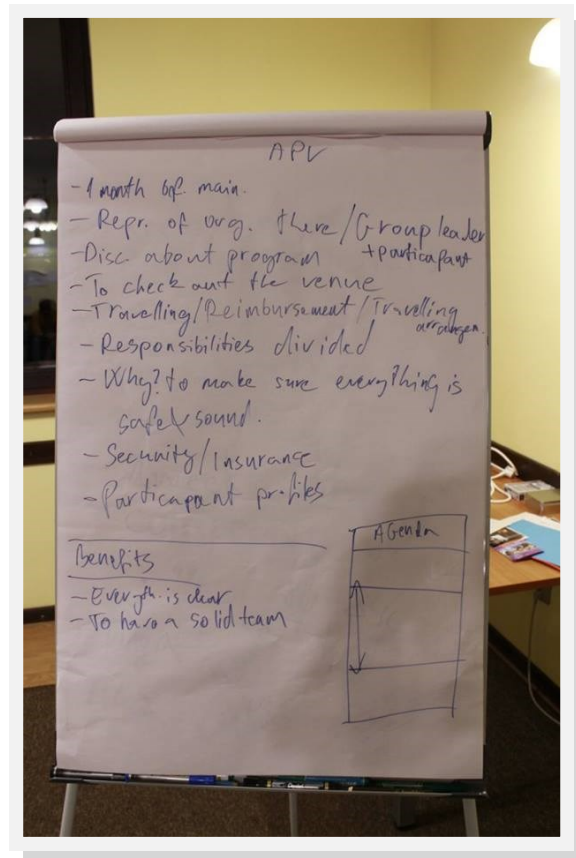 APV
- 1 month bef. main.
- Repr. of org. there / Group leader
+ participant
- Disc about program
- To check out the venue
- Travelling / Reimbursement / Travelling
arrangem.
- Responsibilities divided
- Why? to make sure everything is
safe & sound.
- Security / Insurance
- Particapant profiles
Benefits
- Everyth. is clear
- To have a solid team
AGenda